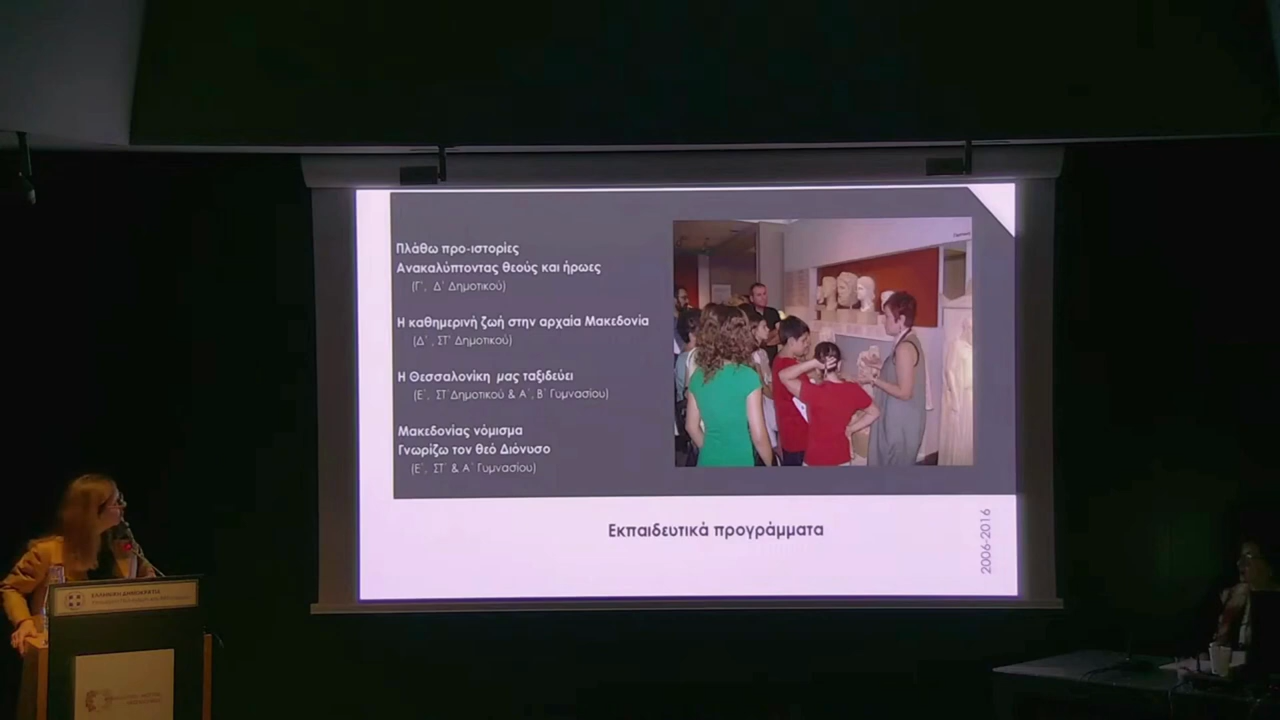 Πλάθω προ-ιστορίες
Ανακαλύπτοντας θεούς και ήρωες
(Γ΄, Δ΄ Δημοτικού)
Η καθημερινή ζωή στην αρχαία Μακεδονία
(Δ΄, ΣΤ΄ Δημοτικού)
Η Θεσσαλονίκη μας ταξιδεύει
(Ε΄, ΣΤ΄Δημοτικού & Α΄, Β΄ Γυμνασίου)
Μακεδονίας νόμισμα
Γνωρίζω τον θεό Διόνυσο
(Ε΄, ΣΤ΄ & Α΄ Γυμνασίου)
Εκπαιδευτικά προγράμματα
2006-2016
ΕΛΛΗΝΙΚΗ ΔΗΜΟΚΡΑΤΙΑ